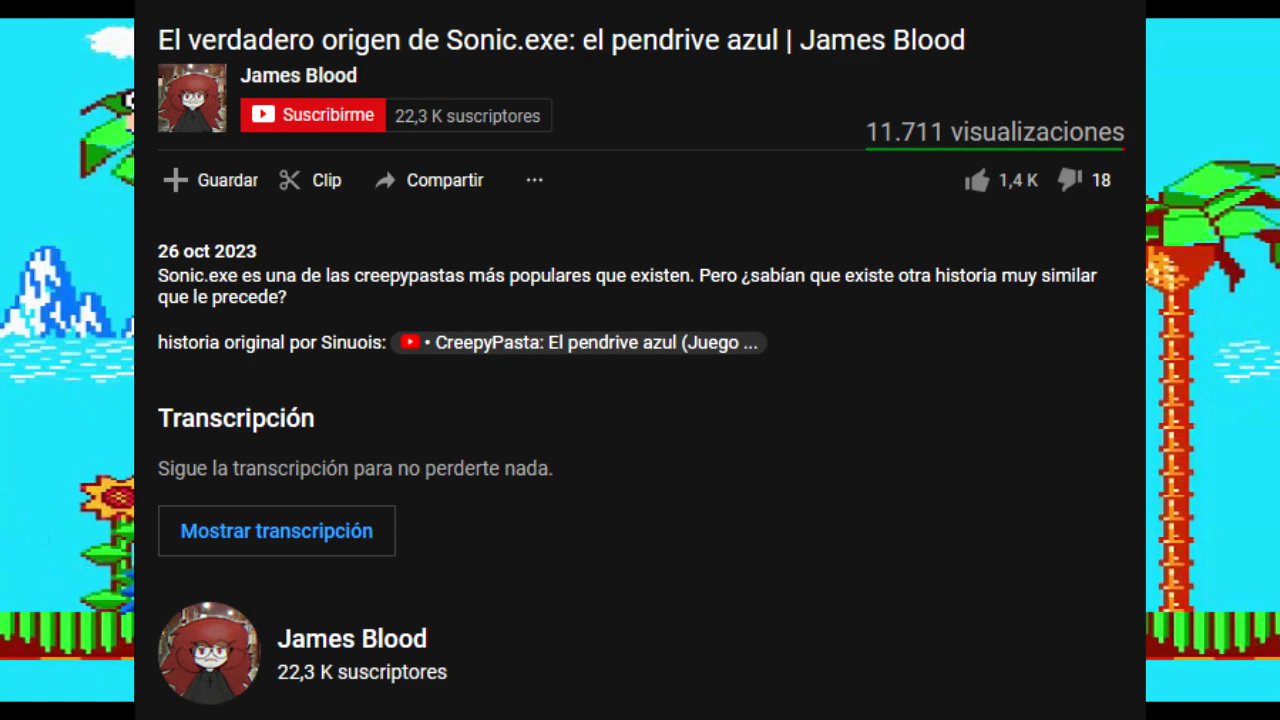 El verdadero origen de Sonic.exe: el pendrive azul | James Blood
James Blood
Suscribirme 22,3 K suscriptores
11.711 visualizaciones
Guardar Clip Compartir ... 1,4 K 18
26 oct 2023
Sonic.exe es una de las creepypastas más populares que existen. Pero ¿sabían que existe otra historia muy similar
que le precede?
historia original por Sinuois: • CreepyPasta: El pendrive azul (Juego ...
Transcripción
Sigue la transcripción para no perderte nada.
Mostrar transcripción
James Blood
22,3 K suscriptores